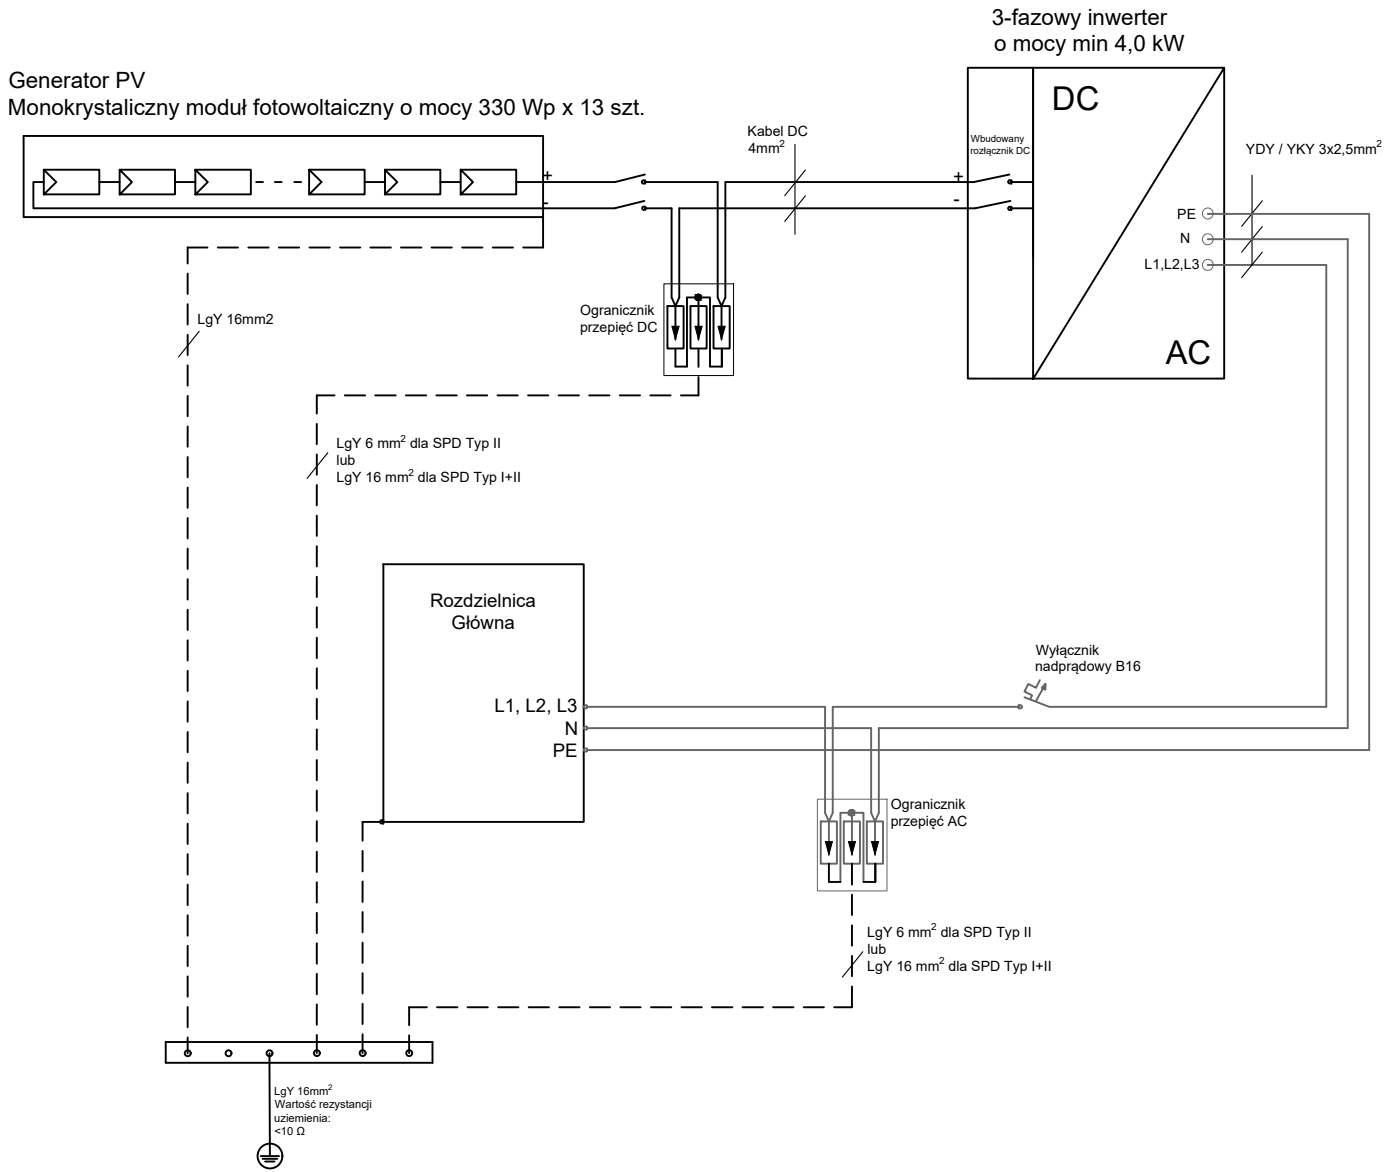 3-fazowy inwerter
o mocy min 4,0 kW
Generator PV
Monokrystaliczny moduł fotowoltaiczny o mocy 330 Wp x 13 szt.
Kabel DC
4mm²
Wbudowany
rozłącznik DC
DC
YDY / YKY 3x2,5mm²
+
-
+
-
PE
N
L1,L2,L3
AC
LgY 16mm2
Ogranicznik
przepięć DC
LgY 6 mm² dla SPD Typ II
lub
LgY 16 mm² dla SPD Typ I+II
Rozdzielnica
Główna
L1, L2, L3
N
PE
Wyłącznik
nadprądowy B16
Ogranicznik
przepięć AC
LgY 6 mm² dla SPD Typ II
lub
LgY 16 mm² dla SPD Typ I+II
LgY 16mm²
Wartość rezystancji
uziemienia:
<10 Ω